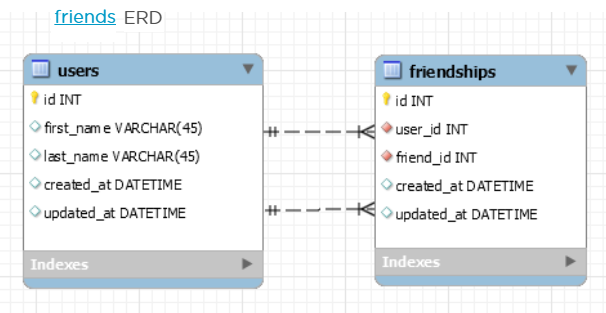 friends ERD
users
id INT
first_name VARCHAR(45)
last_name VARCHAR(45)
created_at DATETIME
updated_at DATETIME
Indexes
friendships
id INT
user_id INT
friend_id INT
created_at DATETIME
updated_at DATETIME
Indexes